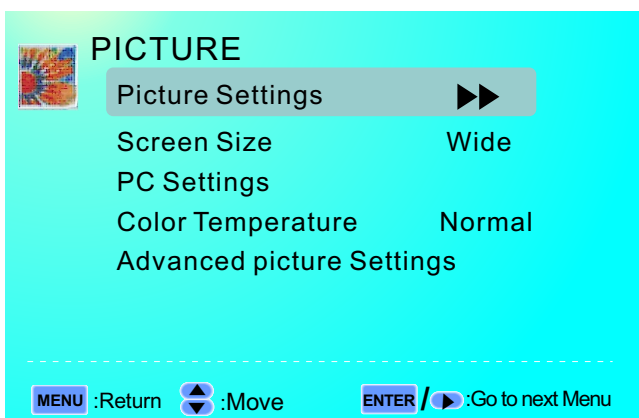 PICTURE
Picture Settings
Screen Size Wide
PC Settings
Color Temperature Normal
Advanced picture Settings
MENU :Return :Move ENTER / :Go to next Menu